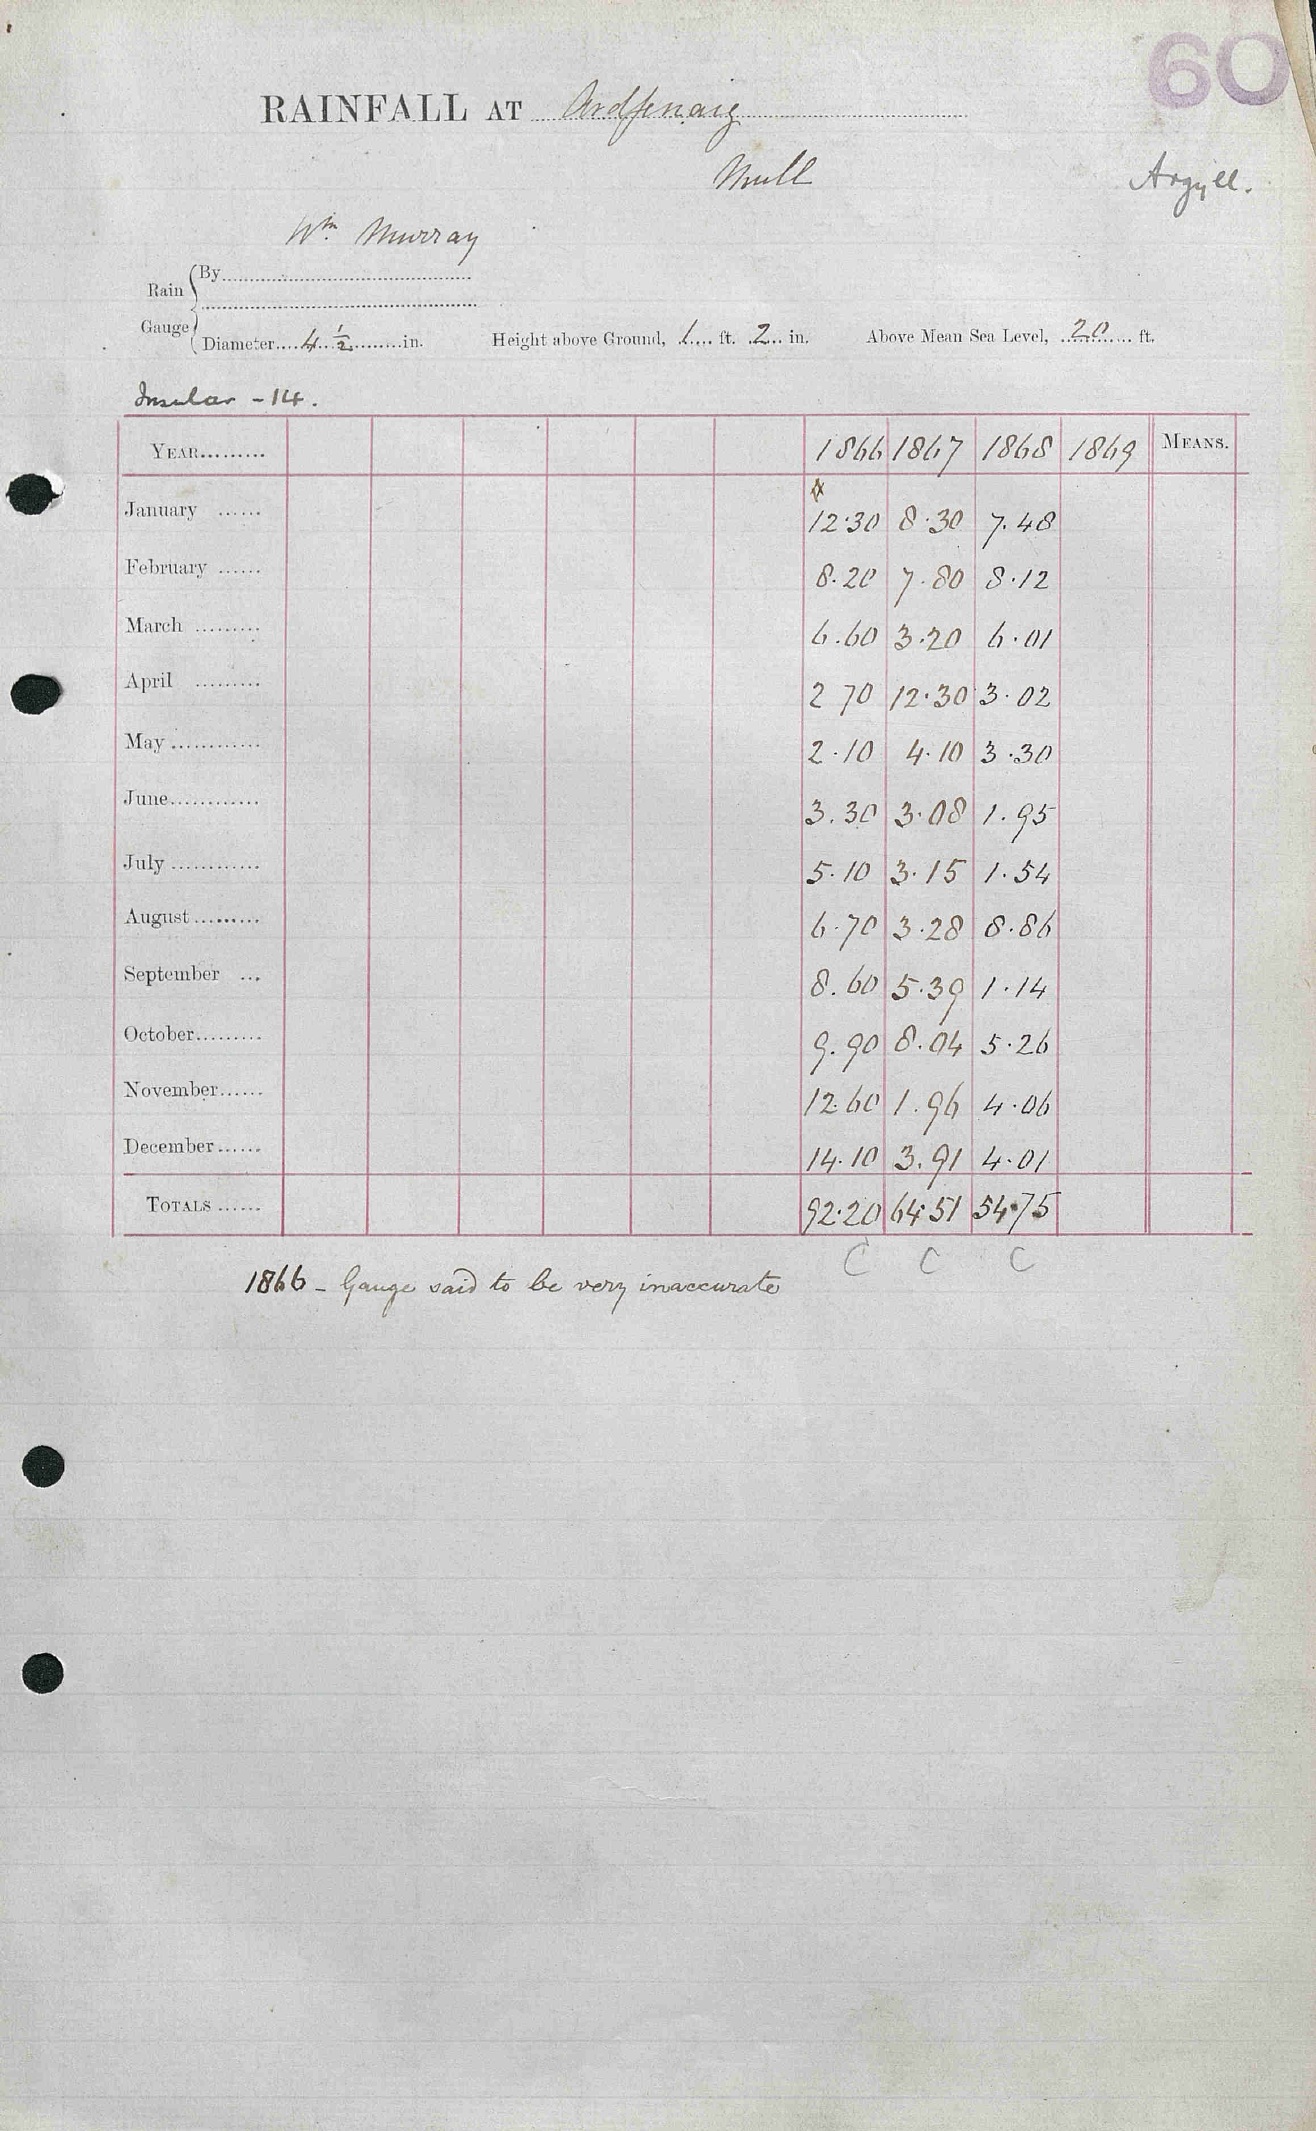 60
RAINFALL AT Ardfenaig
Mull
Argyll.
Wm Murray
Rain Gauge { By
Diameter 4 1/2 in. Height above Ground, 1 ft. 2 in. Above Mean Sea Level, 20 ft.
Insular - 14.
YEAR 1866 1867 1868 1869 MEANS.
January 12.30 8.30 7.48
February 8.20 7.80 8.12
March 6.60 3.20 6.01
April 2 70 12.30 3.02
May 2.10 4.10 3.30
June 3.30 3.08 1.95
July 5.10 3.15 1.54
August 6.70 3.28 8.86
September 8.60 5.39 1.14
October 9.90 8.04 5.26
November 12.60 1.96 4.06
December 14.10 3.91 4.01
TOTALS 92.20 64.51 54.75
C C C
1866 - Gauge said to be very inaccurate